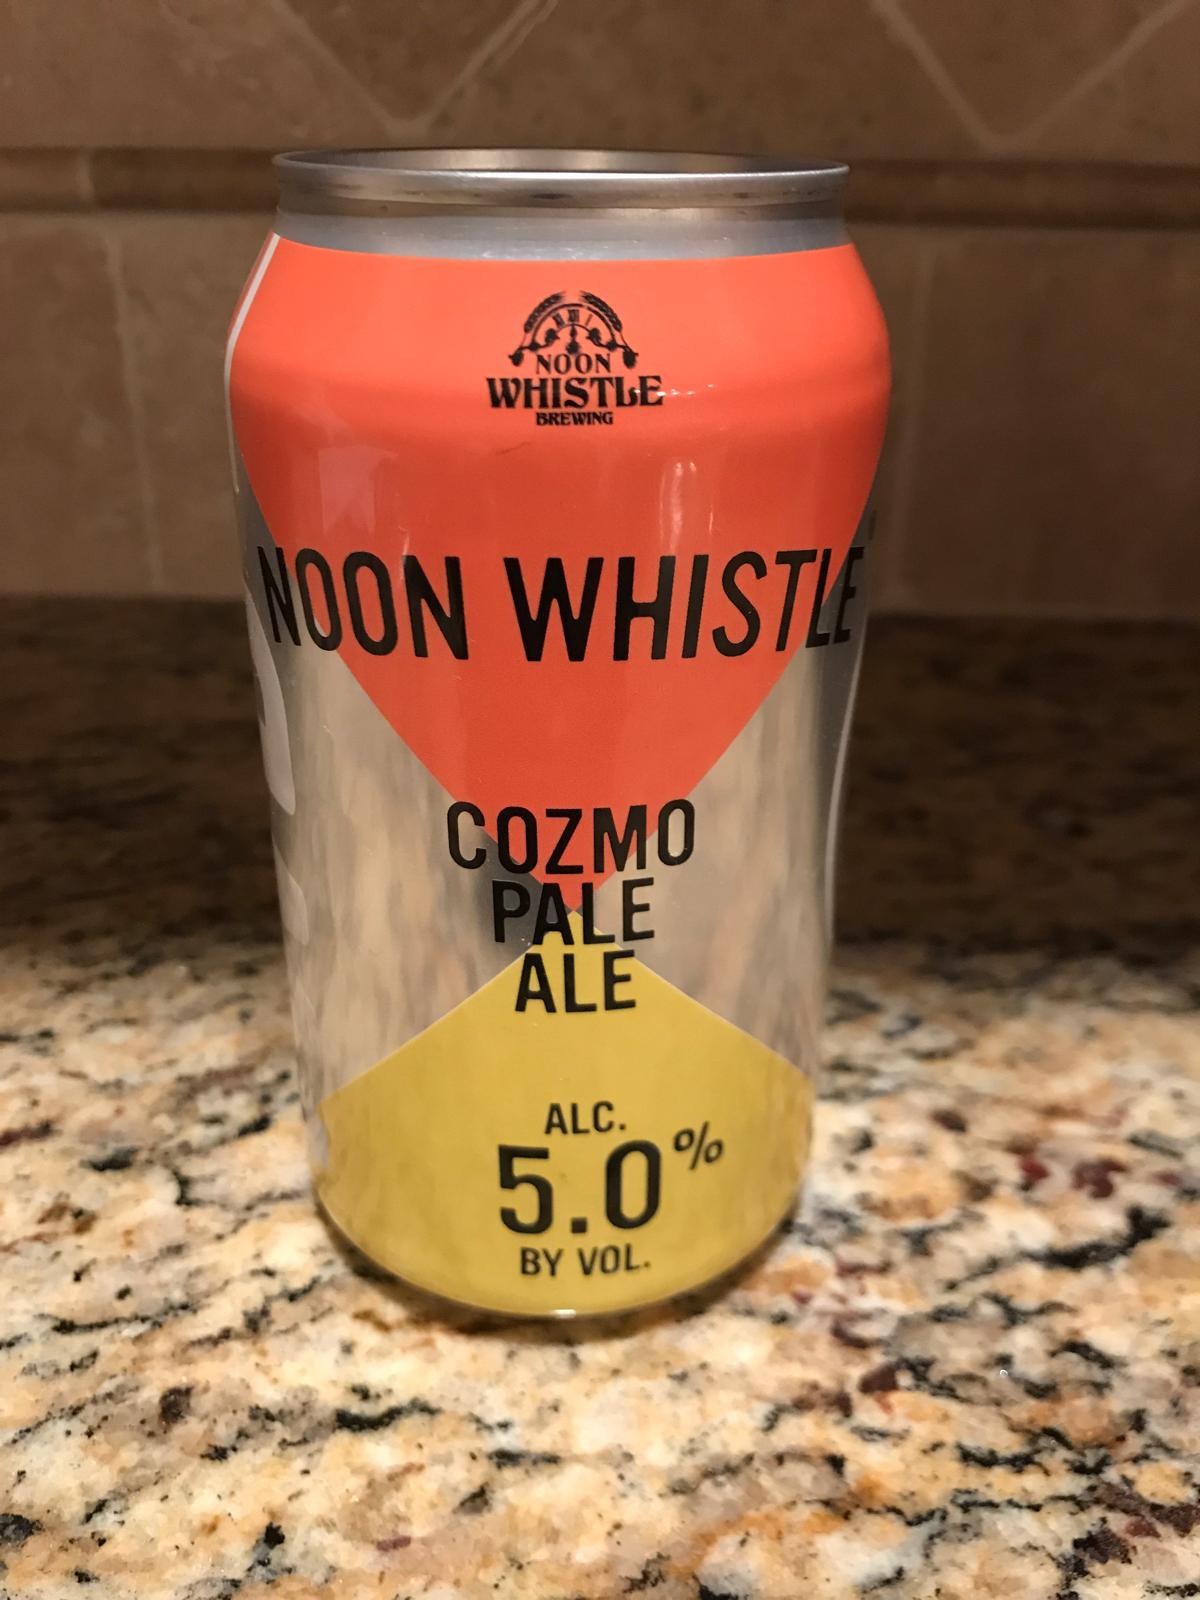 NOON
WHISTLE
BREWING
NOON WHISTLE
COZMO
PALE
ALE
ALC.
5.0%
BY VOL.